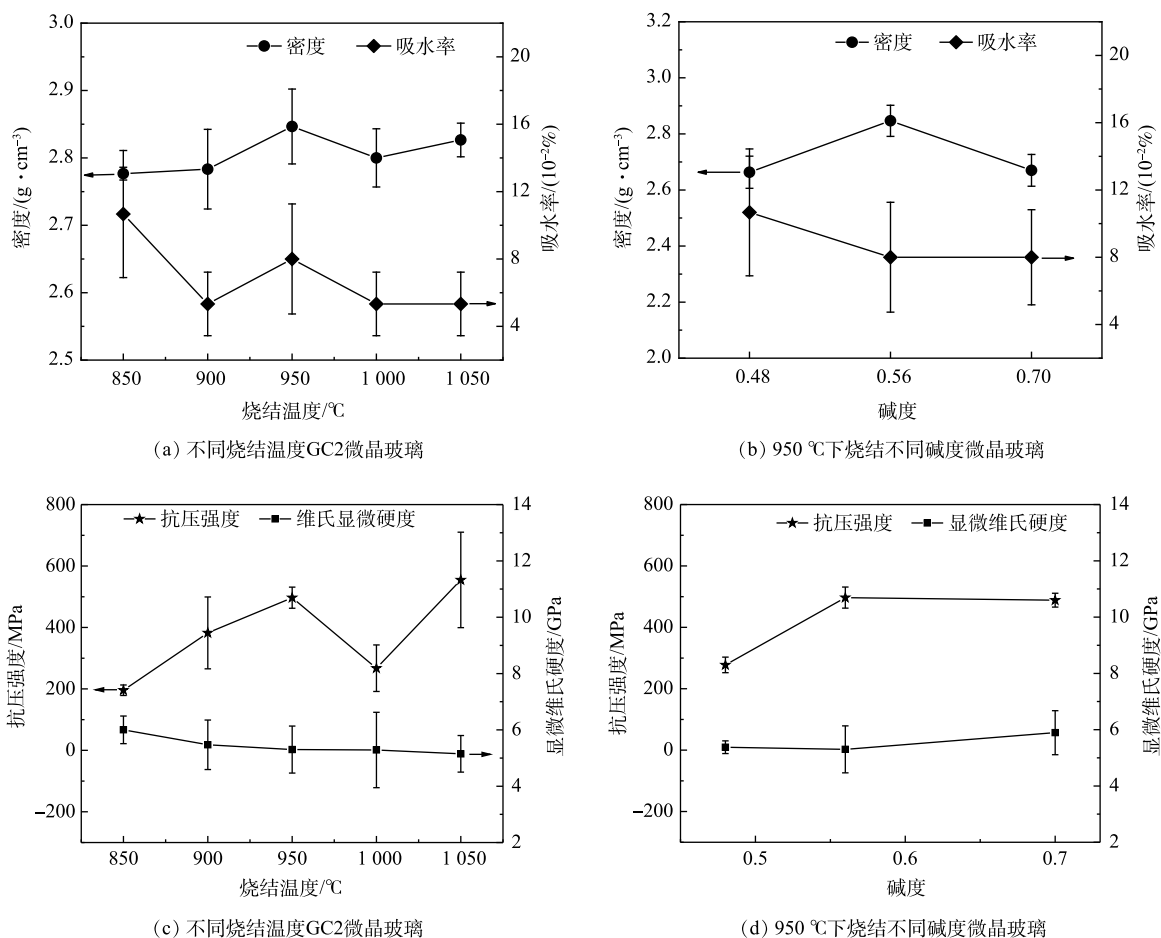 3.0
2.9
2.8
2.7
2.6
2.5
密度/(g·cm⁻³)
密度 吸水率
20
16
12
8
4
吸水率/(10⁻²%)
850 900 950 1 000 1 050
烧结温度/℃
(a) 不同烧结温度GC2微晶玻璃
3.2
3.0
2.8
2.6
2.4
2.2
2.0
密度/(g·cm⁻³)
密度 吸水率
20
16
12
8
4
吸水率/(10⁻²%)
0.48 0.56 0.70
碱度
(b) 950 ℃下烧结不同碱度微晶玻璃
800
600
400
200
0
−200
抗压强度/MPa
抗压强度 维氏显微硬度
14
12
10
8
6
4
2
显微维氏硬度/GPa
850 900 950 1 000 1 050
烧结温度/℃
(c) 不同烧结温度GC2微晶玻璃
800
600
400
200
0
−200
抗压强度/MPa
抗压强度 显微维氏硬度
14
12
10
8
6
4
2
显微维氏硬度/GPa
0.5 0.6 0.7
碱度
(d) 950 ℃下烧结不同碱度微晶玻璃